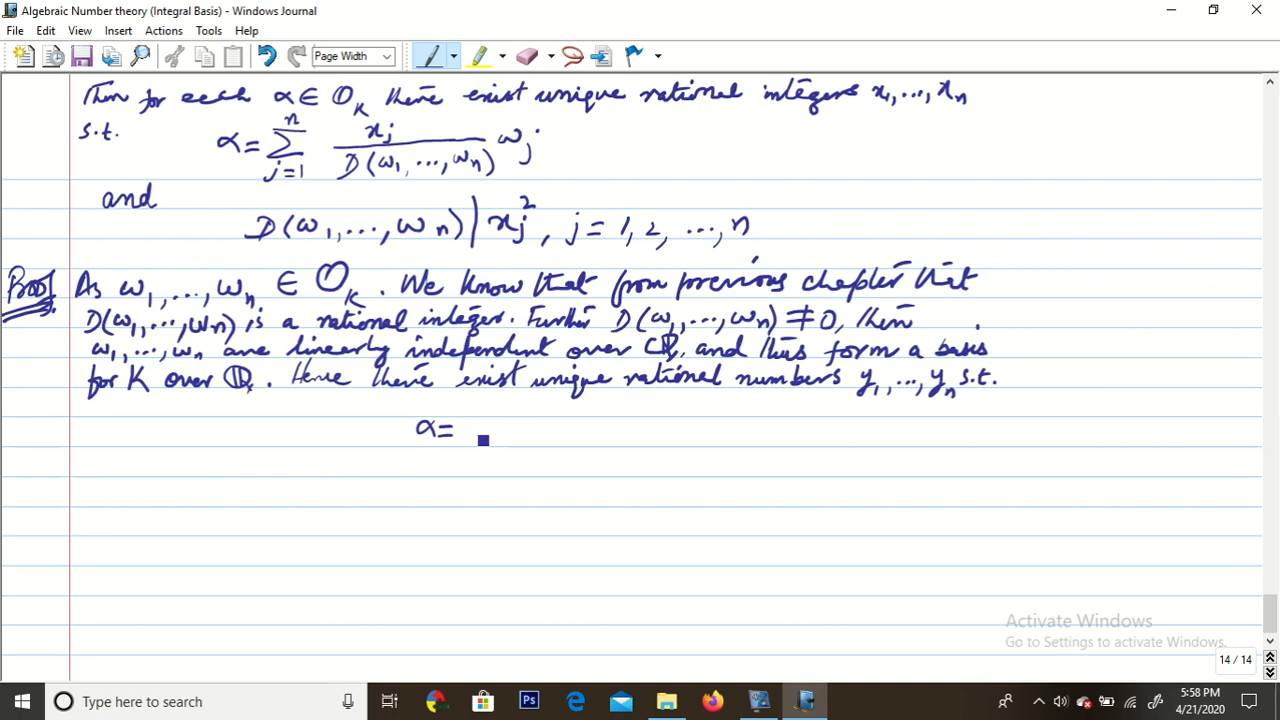 Algebraic Number theory (Integral Basis) - Windows Journal
File Edit View Insert Actions Tools Help
Page Width
Then for each α ∈ O_K there exist unique rational integers x_1, ..., x_n
s.t. α = ∑_{j=1}^{n} x_j / D(ω_1, ..., ω_n) ω_j
and
D(ω_1, ..., ω_n) | x_j^2, j = 1, 2, ..., n
Proof As ω_1, ..., ω_n ∈ O_K. We know that from previous chapter that
D(ω_1, ..., ω_n) is a rational integer. Further D(ω_1, ..., ω_n) ≠ 0, then
ω_1, ..., ω_n are linearly independent over ℚ, and this form a basis
for K over ℚ. Hence there exist unique rational numbers y_1, ..., y_n s.t.
α =
Activate Windows
Go to Settings to activate Windows.
14 / 14
Type here to search
Ps
5:58 PM
4/21/2020